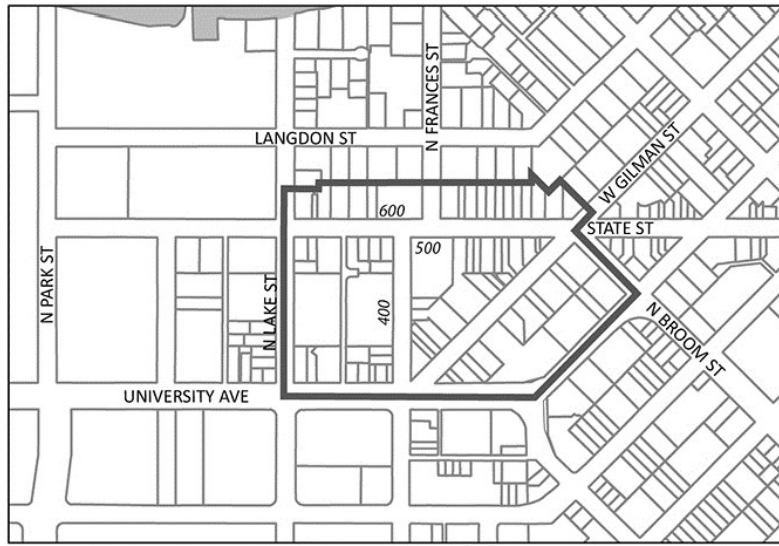 N FRANCES ST
LANGDON ST
W GILMAN ST
600
STATE ST
500
N PARK ST
N LAKE ST
400
N BROOM ST
UNIVERSITY AVE